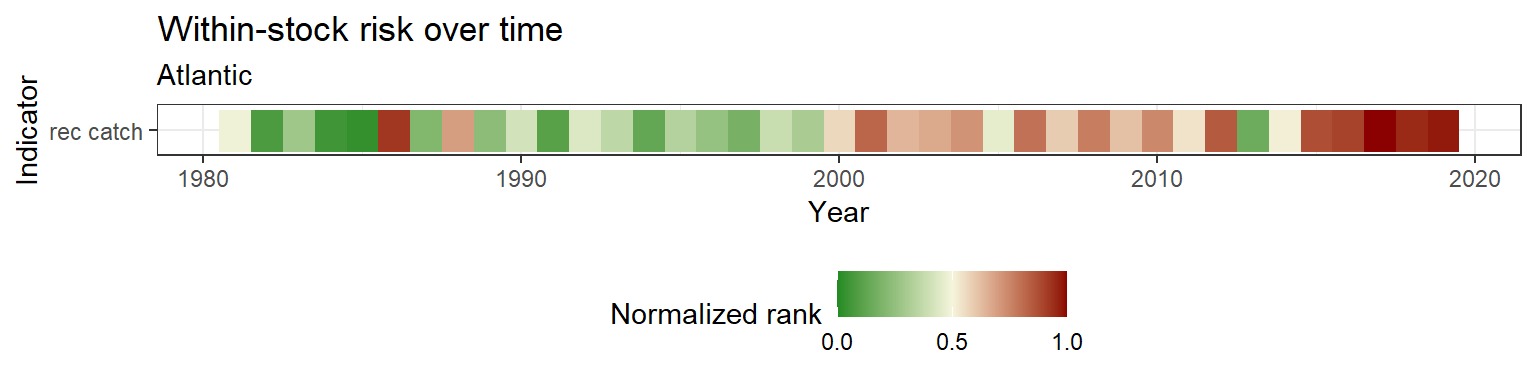 Within-stock risk over time
Atlantic
Indicator
rec catch
1980 1990 2000 2010 2020
Year
Normalized rank
0.0 0.5 1.0